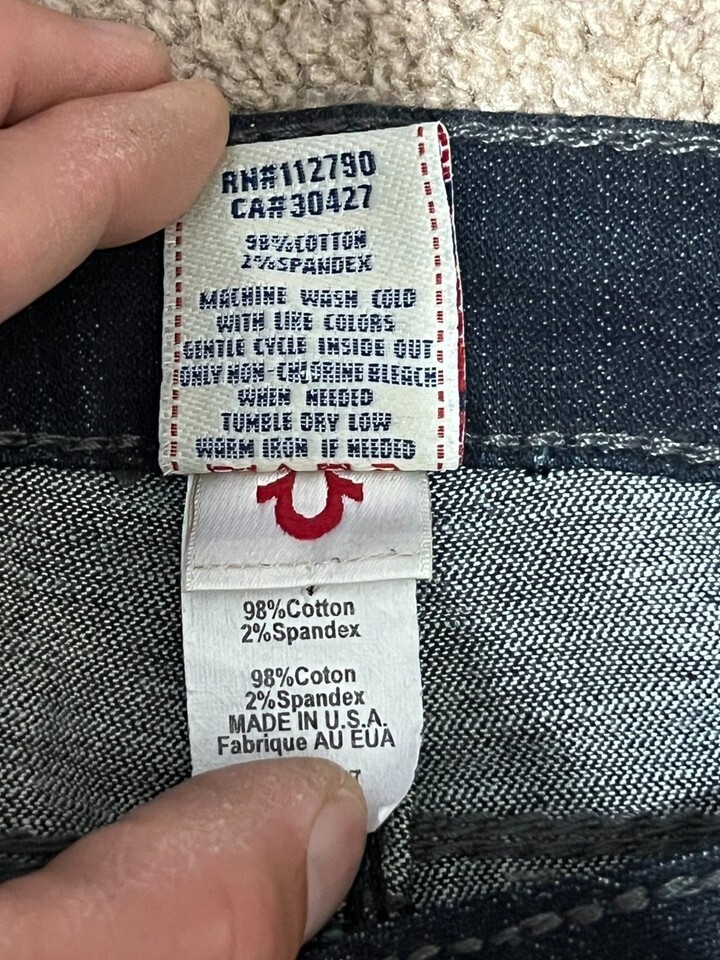 RN#112790
CA#30427
98%COTTON
2%SPANDEX
MACHINE WASH COLD
WITH LIKE COLORS
GENTLE CYCLE INSIDE OUT
ONLY NON-CHLORINE BLEACH
WHEN NEEDED
TUMBLE DRY LOW
WARM IRON IF NEEDED
98%Cotton
2%Spandex
98%Coton
2%Spandex
MADE IN U.S.A.
Fabrique AU EUA